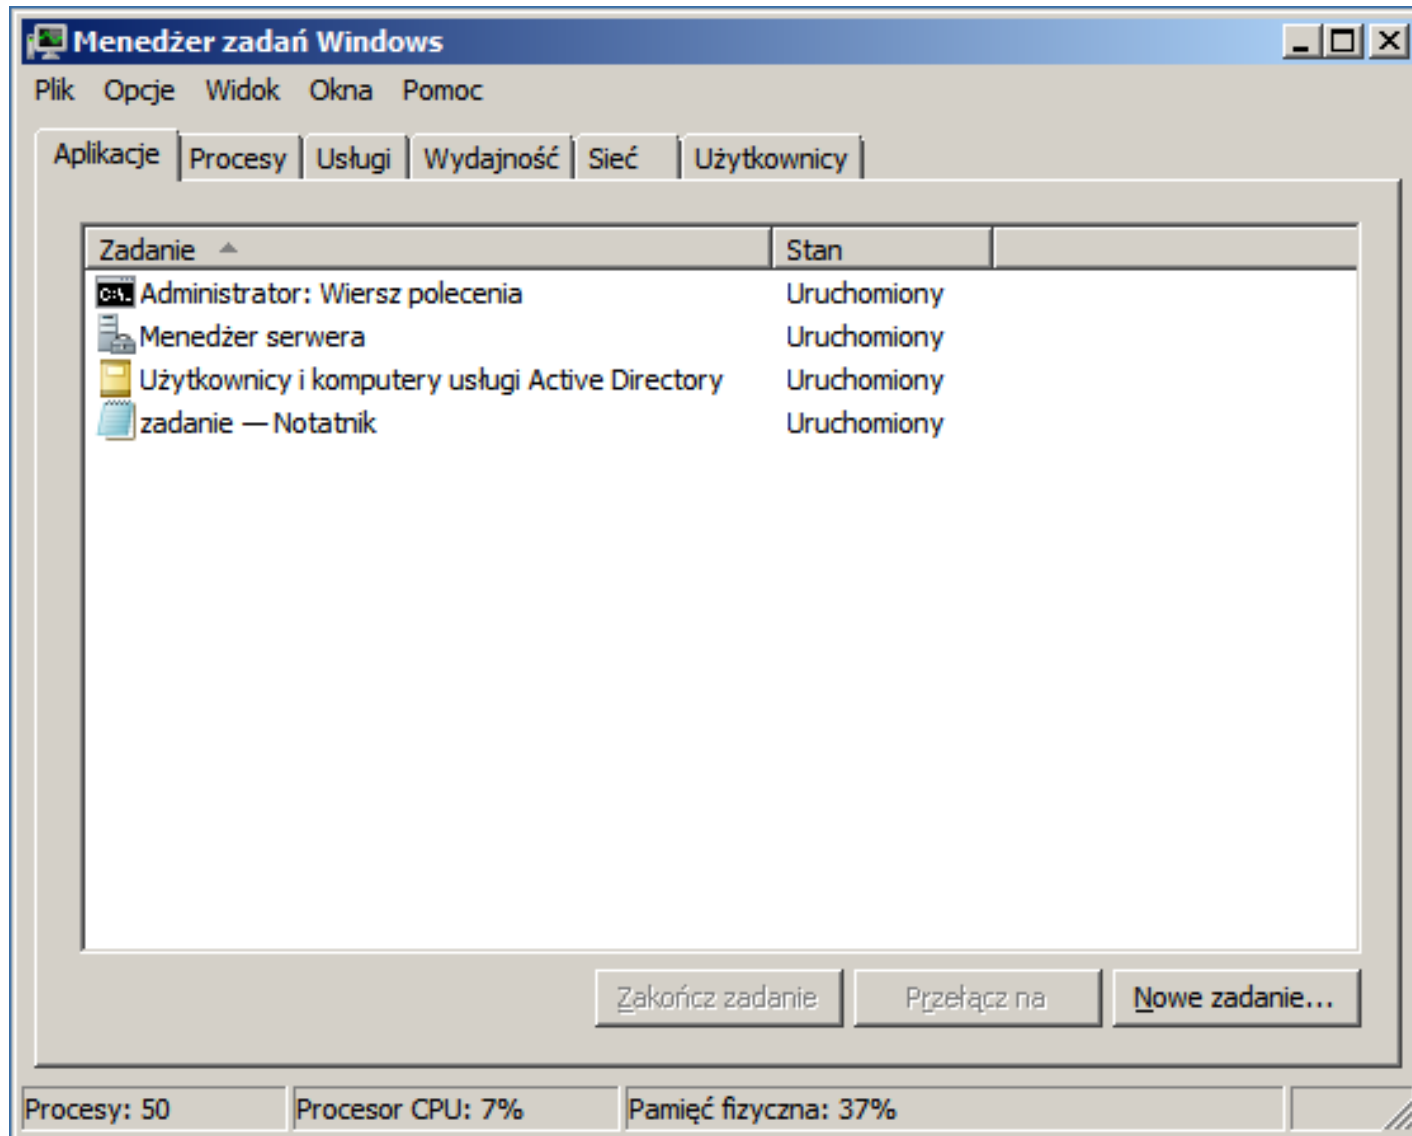 Menedżer zadań Windows
Plik Opcje Widok Okna Pomoc
Aplikacje Procesy Usługi Wydajność Sieć Użytkownicy
Zadanie Stan
C:\. Administrator: Wiersz polecenia Uruchomiony
Menedżer serwera Uruchomiony
Użytkownicy i komputery usługi Active Directory Uruchomiony
zadanie — Notatnik Uruchomiony
Zakończ zadanie Przełącz na Nowe zadanie...
Procesy: 50 Procesor CPU: 7% Pamięć fizyczna: 37%